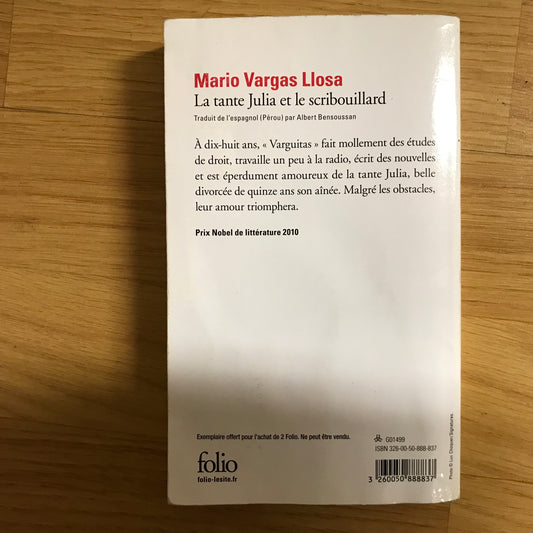 Mario Vargas Llosa
La tante Julia et le scribouillard
Traduit de l'espagnol (Pérou) par Albert Bensoussan
À dix-huit ans, « Varguitas » fait mollement des études
de droit, travaille un peu à la radio, écrit des nouvelles
et est éperdument amoureux de la tante Julia, belle
divorcée de quinze ans son aînée. Malgré les obstacles,
leur amour triomphera.
Prix Nobel de littérature 2010
Exemplaire offert pour l'achat de 2 Folio. Ne peut être vendu.
folio
folio-lesite.fr
G01499
ISBN 326-00-50-888-837
3 260050 888837
Photo © Luc Choquer/Signatures.